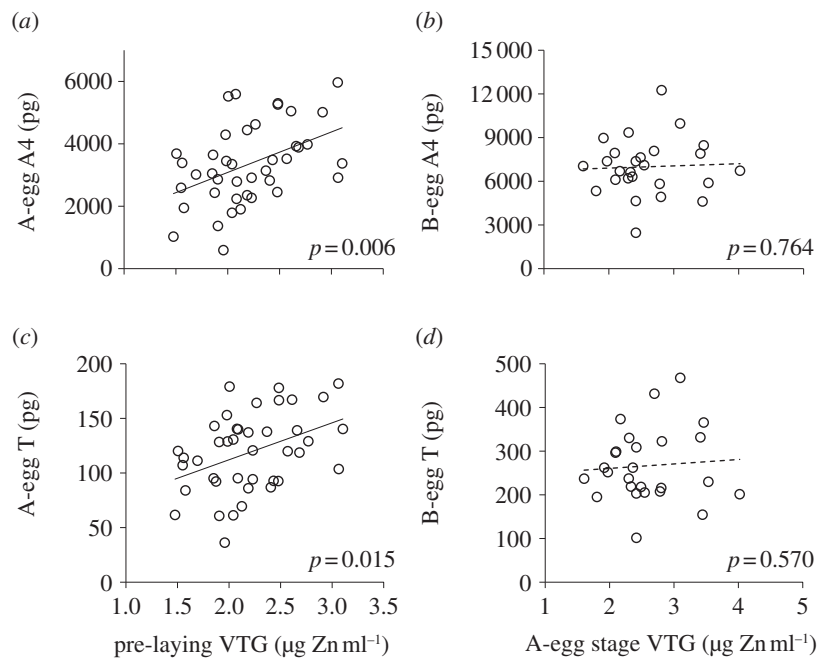 (a)
6000
4000
2000
0
A-egg A4 (pg)
p=0.006
(b)
15 000
12 000
9000
6000
3000
0
B-egg A4 (pg)
p=0.764
(c)
200
150
100
50
0
A-egg T (pg)
p=0.015
1.0 1.5 2.0 2.5 3.0 3.5
pre-laying VTG (µg Zn ml⁻¹)
(d)
500
400
300
200
100
0
B-egg T (pg)
p=0.570
1 2 3 4 5
A-egg stage VTG (µg Zn ml⁻¹)